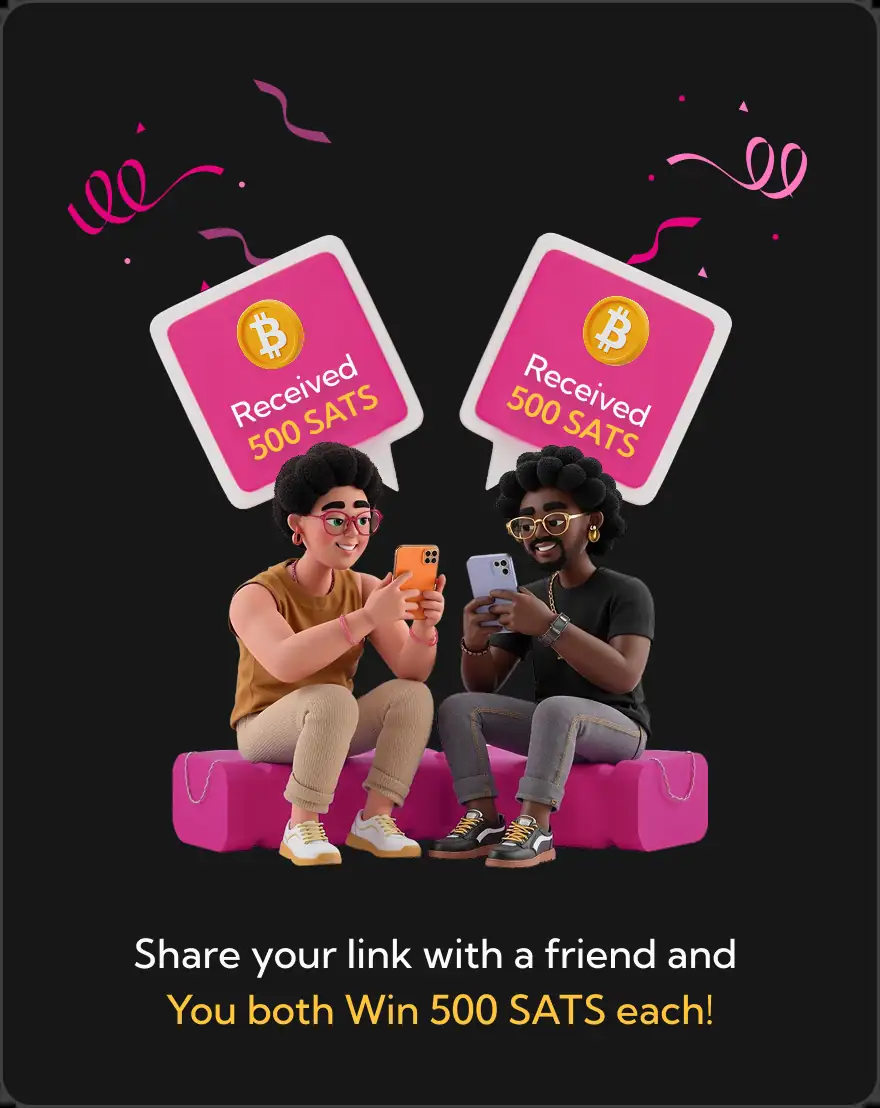 Received
500 SATS
Received
500 SATS
Share your link with a friend and
You both Win 500 SATS each!